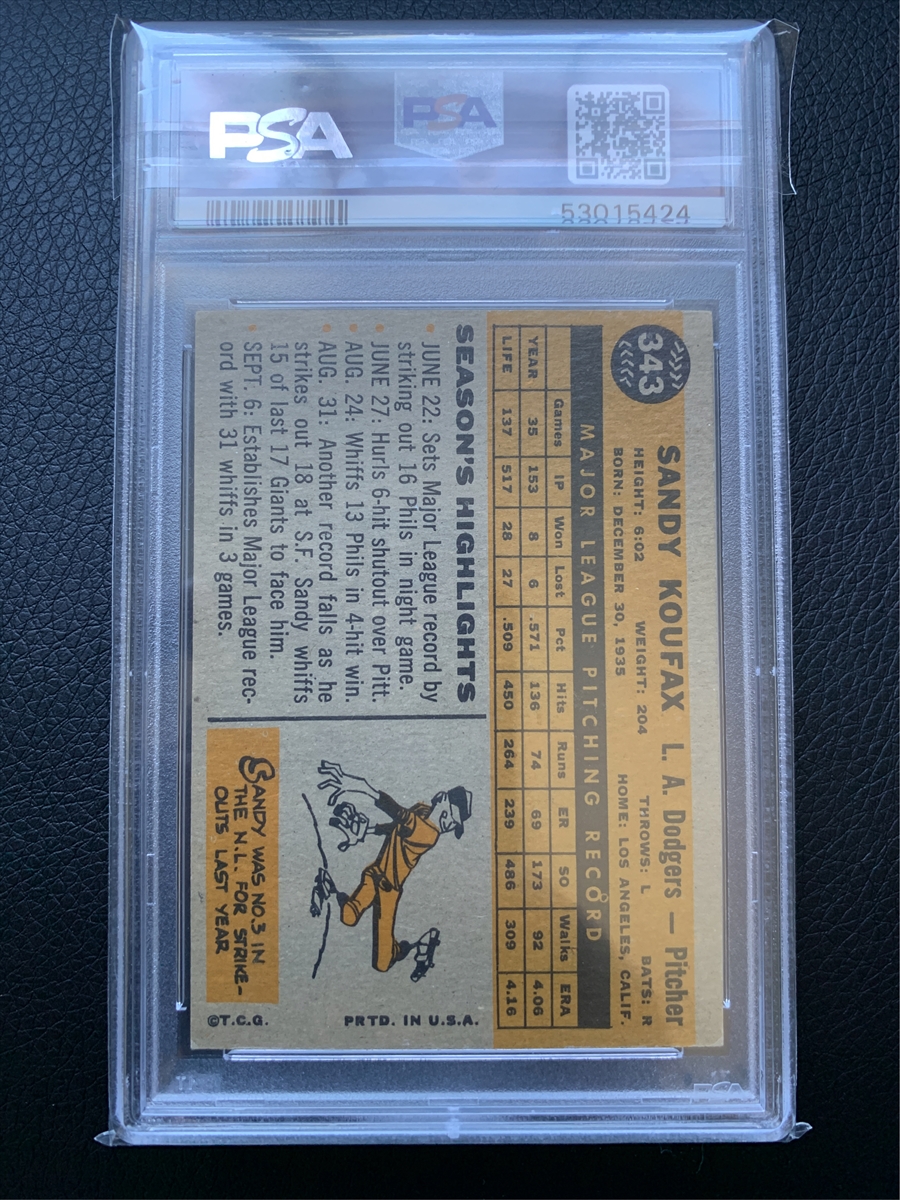 PSA
PSA
53015424
343
SANDY KOUFAX L. A. Dodgers — Pitcher
HEIGHT: 6:02 WEIGHT: 204 THROWS: L BATS: R
BORN: DECEMBER 30, 1935 HOME: LOS ANGELES, CALIF.
MAJOR LEAGUE PITCHING RECORD
Games IP Won Lost Pct Hits Runs ER SO Walks ERA
YEAR 35 153 8 6 .571 136 74 69 173 92 4.06
LIFE 137 517 28 27 .509 450 264 239 486 309 4.16
SEASON'S HIGHLIGHTS
• JUNE 22: Sets Major League record by
striking out 16 Phils in night game.
• JUNE 27: Hurls 6-hit shutout over Pitt.
• AUG. 24: Whiffs 13 Phils in 4-hit win.
• AUG. 31: Another record falls as he
strikes out 18 at S.F. Sandy whiffs
15 of last 17 Giants to face him.
• SEPT. 6: Establishes Major League rec-
ord with 31 whiffs in 3 games.
SANDY WAS NO.3 IN
THE N.L. FOR STRIKE-
OUTS LAST YEAR
©T.C.G. PRTD. IN U.S.A.
PSA